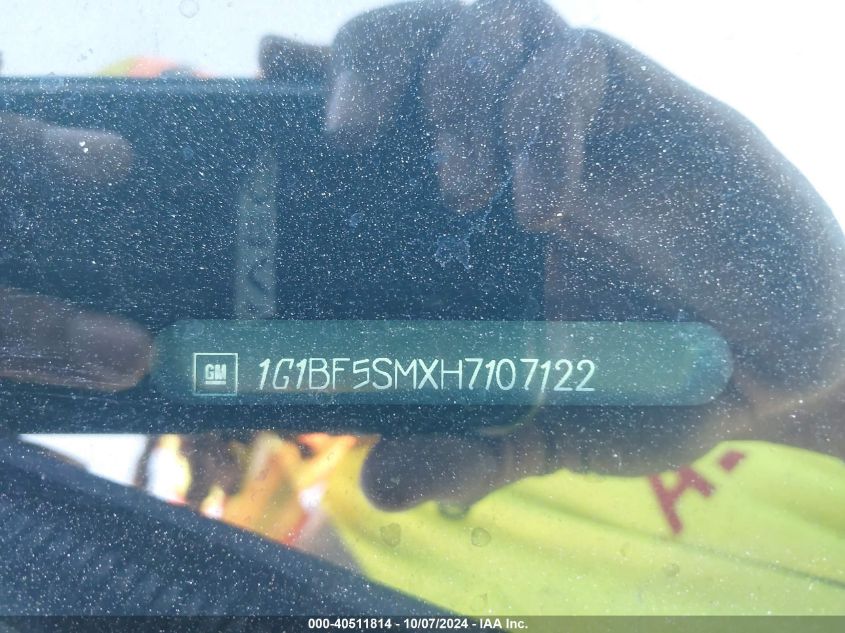 GM 1G1BF5SMXH7107122
A-
000-40511814 - 10/07/2024 - IAA Inc.